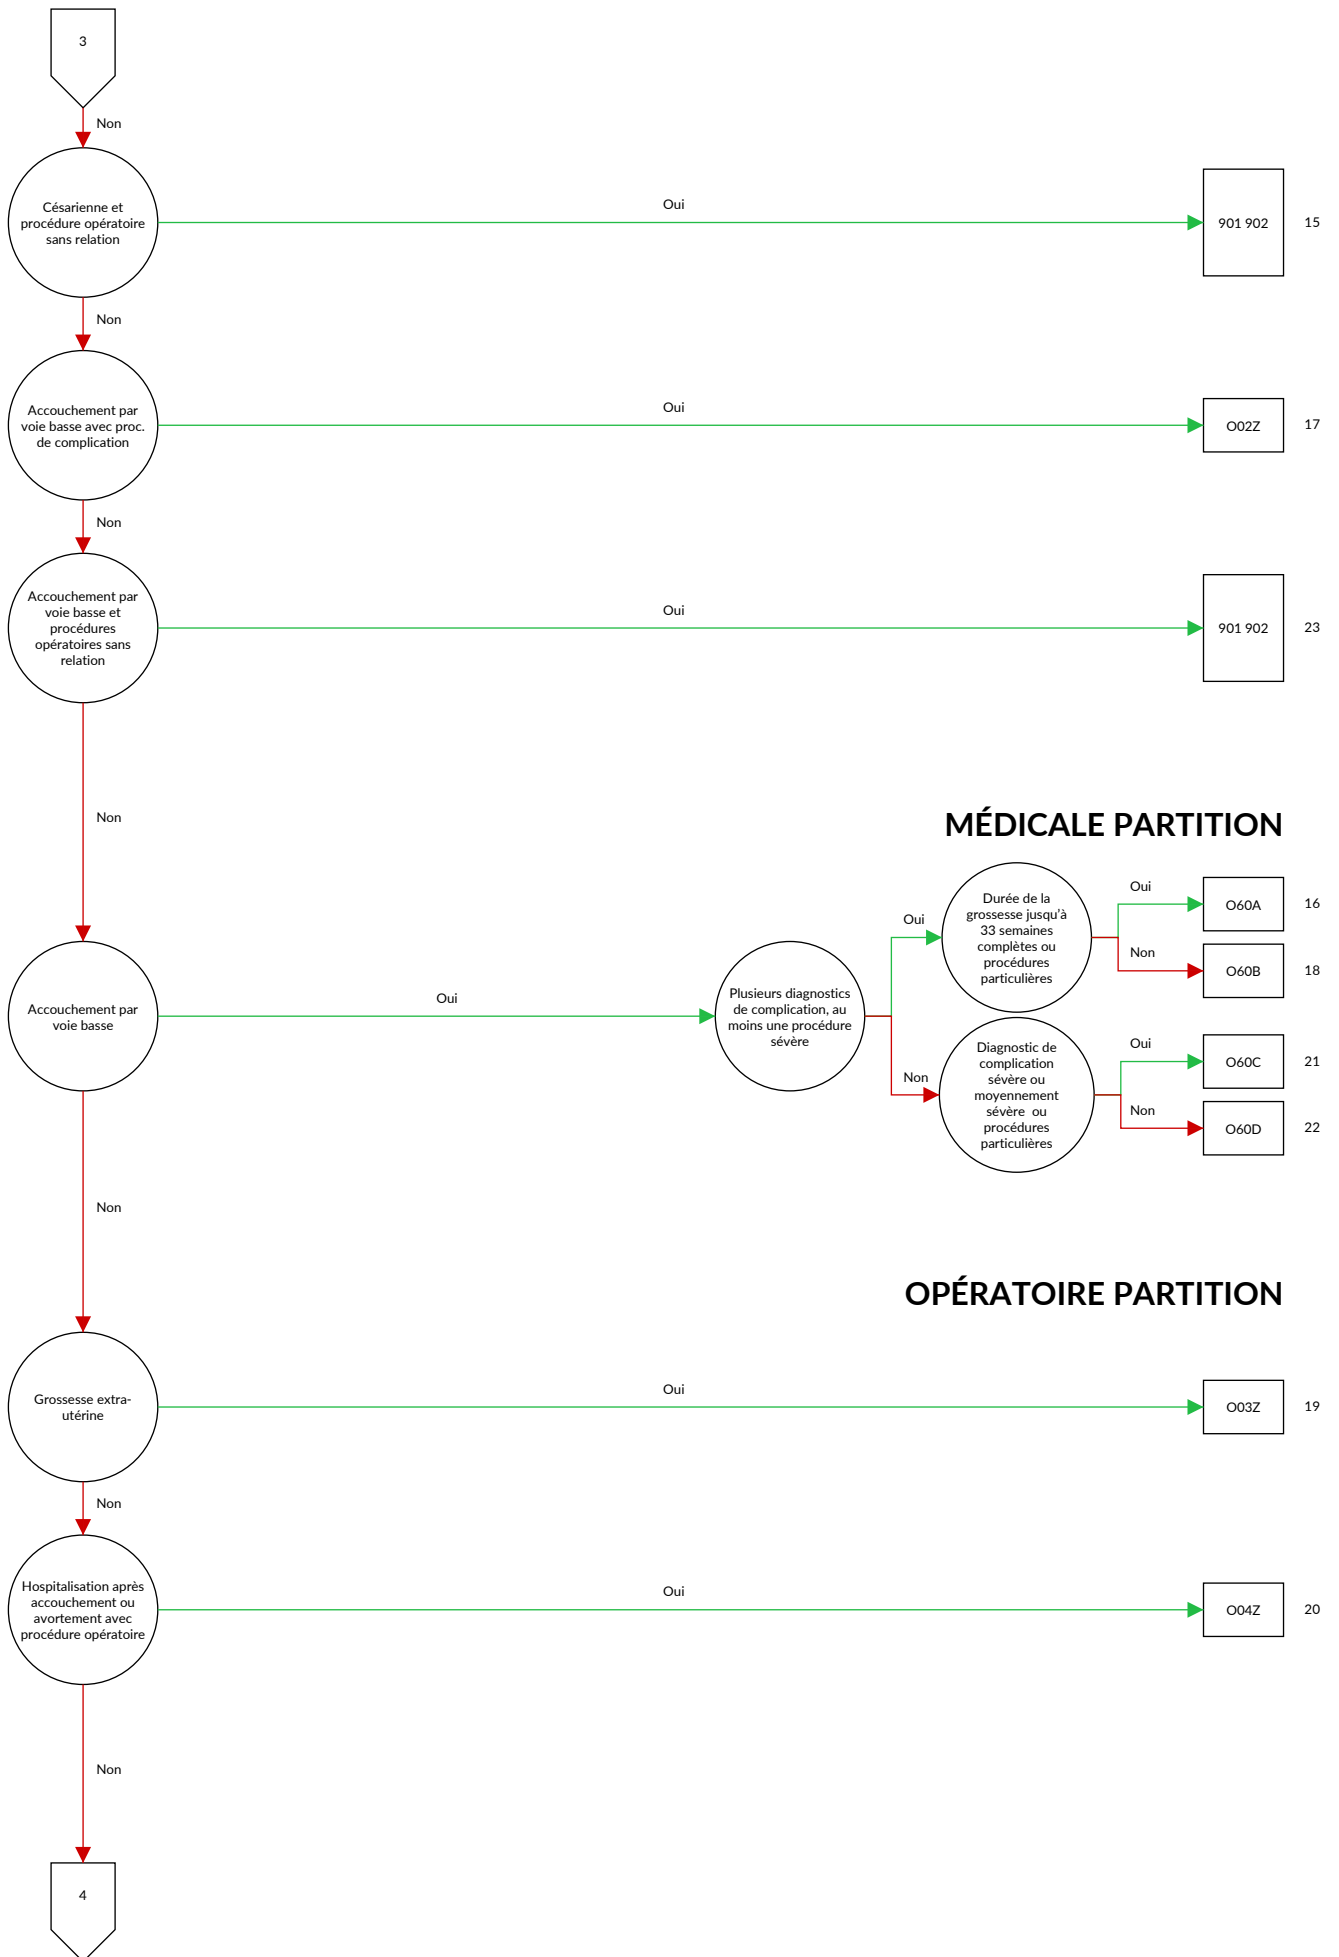 3
Non
Césarienne et
procédure opératoire
sans relation
Oui
901 902
15
Non
Accouchement par
voie basse avec proc.
de complication
Oui
O02Z
17
Non
Accouchement par
voie basse et
procédures
opératoires sans
relation
Oui
901 902
23
Non
MÉDICALE PARTITION
Accouchement par
voie basse
Oui
Plusieurs diagnostics
de complication, au
moins une procédure
sévère
Oui
Durée de la
grossesse jusqu'à
33 semaines
complètes ou
procédures
particulières
Oui
O60A
16
Non
O60B
18
Non
Diagnostic de
complication
sévère ou
moyennement
sévère ou
procédures
particulières
Oui
O60C
21
Non
O60D
22
Non
OPÉRATOIRE PARTITION
Grossesse extra-
utérine
Oui
O03Z
19
Non
Hospitalisation après
accouchement ou
avortement avec
procédure opératoire
Oui
O04Z
20
Non
4